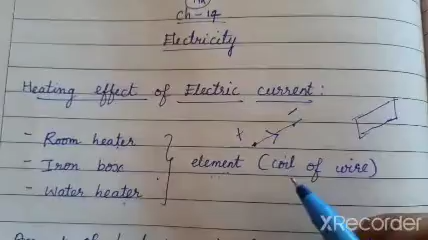 Ch - 14
Electricity
Heating effect of Electric current :
- Room heater
- Iron box
- Water heater
element (coil of wire)
XRecorder